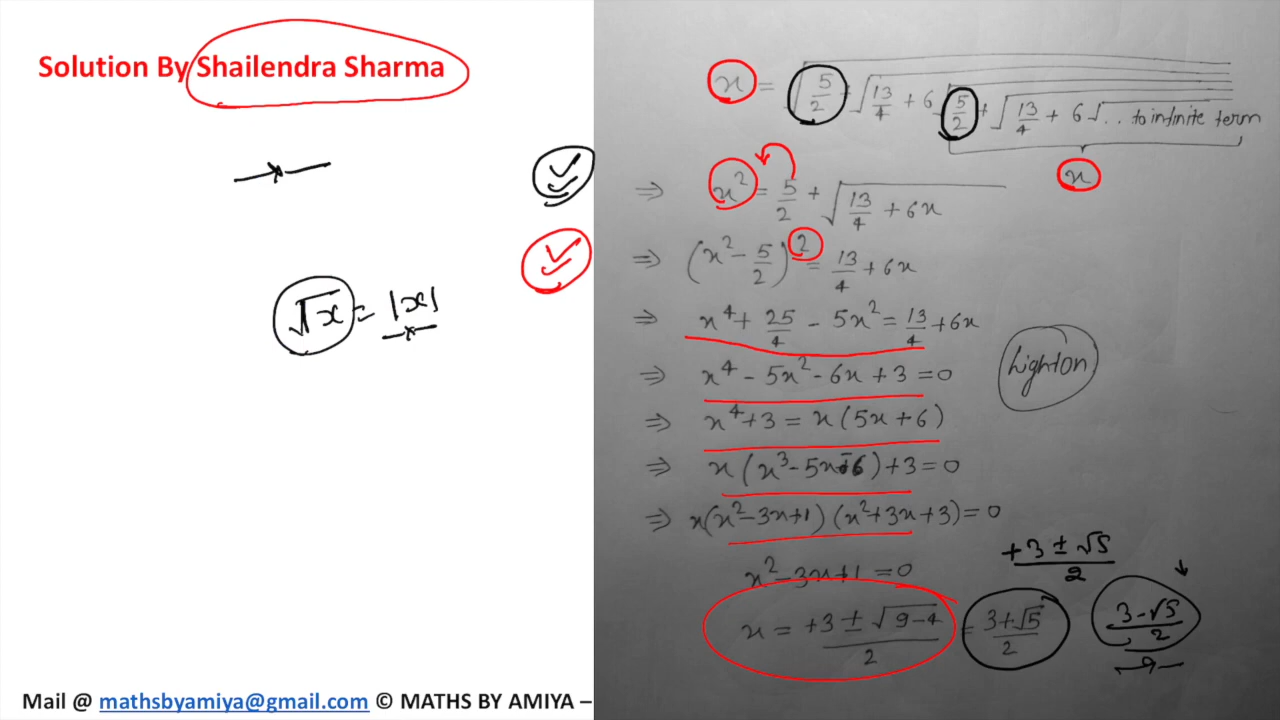 Solution By Shailendra Sharma
√x = |x|
x = √5/2 + √13/4 + 6√5/2 + √13/4 + 6√.. to infinite term
x
⇒ x² = 5/2 + √13/4 + 6x
⇒ (x² - 5/2)² = 13/4 + 6x
⇒ x⁴ + 25/4 - 5x² = 13/4 + 6x
⇒ x⁴ - 5x² - 6x + 3 = 0
⇒ x⁴ + 3 = x(5x + 6)
⇒ x(x³ - 5x - 6) + 3 = 0
⇒ x(x² - 3x + 1)(x² + 3x + 3) = 0
x² - 3x + 1 = 0
+3 ± √5/2
x = +3 ± √9-4/2 = 3+√5/2
3-√5/2
Mail @ mathsbyamiya@gmail.com © MATHS BY AMIYA –